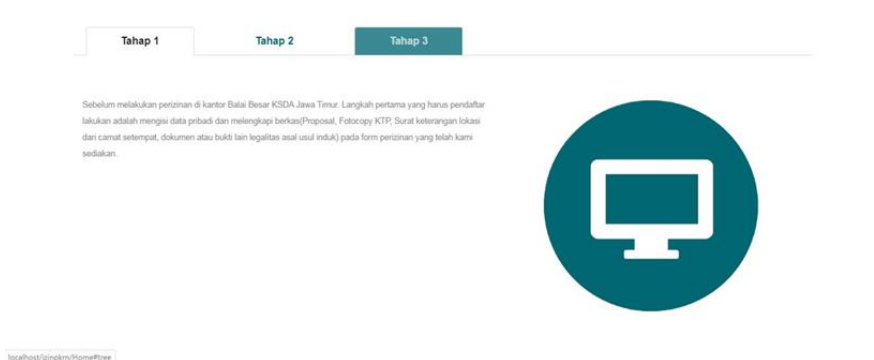 Tahap 1
Tahap 2
Tahap 3
Sebelum melakukan perizinan di kantor Balai Besar KSDA Jawa Timur. Langkah pertama yang harus pendaftar
lakukan adalah mengisi data pribadi dan melengkapi berkas(Proposal, Fotocopy KTP, Surat keterangan lokasi
dari camat setempat, dokumen atau bukti lain legalitas asal usul induk) pada form perizinan yang telah kami
sediakan.
localhost/izinpkrn/Home#tree